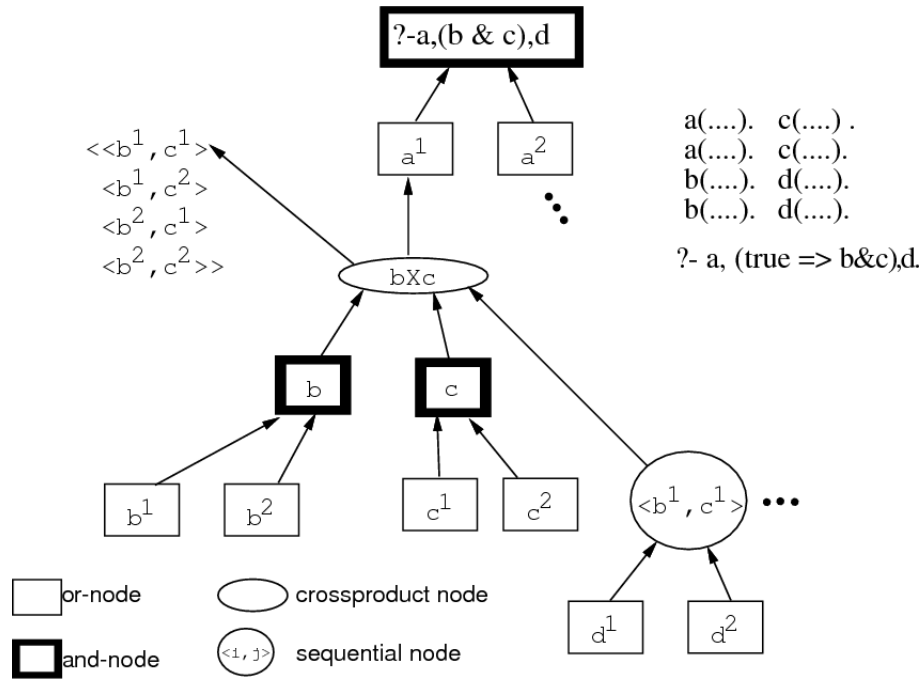 ?-a,(b & c),d
a¹ a²
<<b¹,c¹>
<b¹,c²>
<b²,c¹>
<b²,c²>>
a(....). c(....) .
a(....). c(....).
b(....). d(....).
b(....). d(....).
?- a, (true => b&c),d.
bXc
b c
b¹ b² c¹ c²
<b¹,c¹>
d¹ d²
or-node
crossproduct node
and-node
<i,j>
sequential node